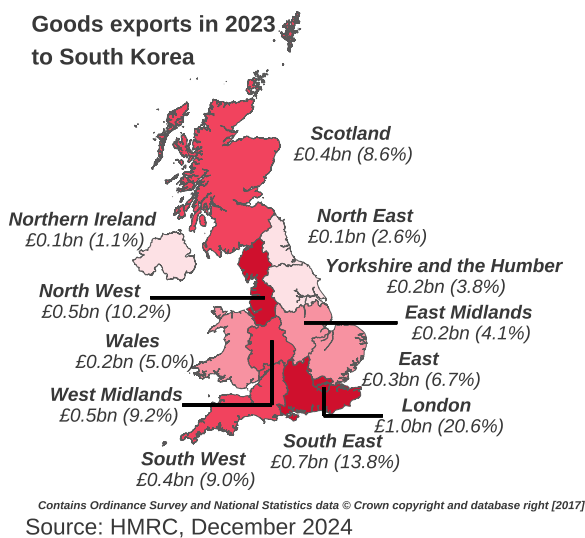 Goods exports in 2023
to South Korea
Scotland
£0.4bn (8.6%)
Northern Ireland
£0.1bn (1.1%)
North East
£0.1bn (2.6%)
Yorkshire and the Humber
£0.2bn (3.8%)
North West
£0.5bn (10.2%)
East Midlands
£0.2bn (4.1%)
Wales
£0.2bn (5.0%)
East
£0.3bn (6.7%)
West Midlands
£0.5bn (9.2%)
London
£1.0bn (20.6%)
South East
£0.7bn (13.8%)
South West
£0.4bn (9.0%)
Contains Ordinance Survey and National Statistics data © Crown copyright and database right [2017]
Source: HMRC, December 2024